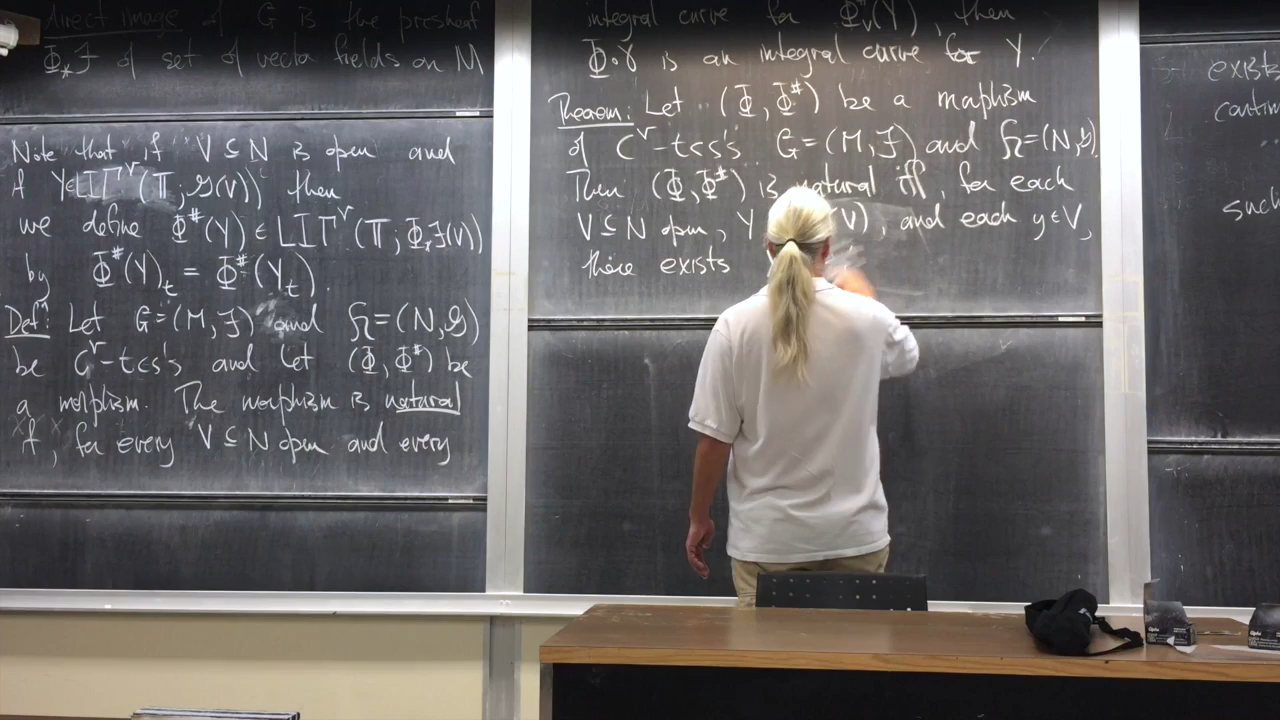 direct image of G is the presheaf
Φ_*F of set of vector fields on M
Note that if V ⊆ N is open and
if Y∈LIΓ^r(T; G(V)) then
we define Φ^#(Y) ∈ LIΓ^r(T; Φ_*F(V))
by Φ^#(Y)_t = Φ^#(Y_t).
Def^n: Let G=(M,F) and H=(N,G)
be C^r-tcs's and let (Φ,Φ^#) be
a morphism. The morphism is natural
if, for every V ⊆ N open and every
integral curve for Φ^#_V(Y), then
Φ∘γ is an integral curve for Y.
Theorem: Let (Φ,Φ^#) be a morphism
of C^r-tcs's G=(M,F) and H=(N,G).
Then (Φ,Φ^#) is natural iff, for each
V ⊆ N open, Y (V), and each y∈V,
there exists
exists
contin
such
Opix